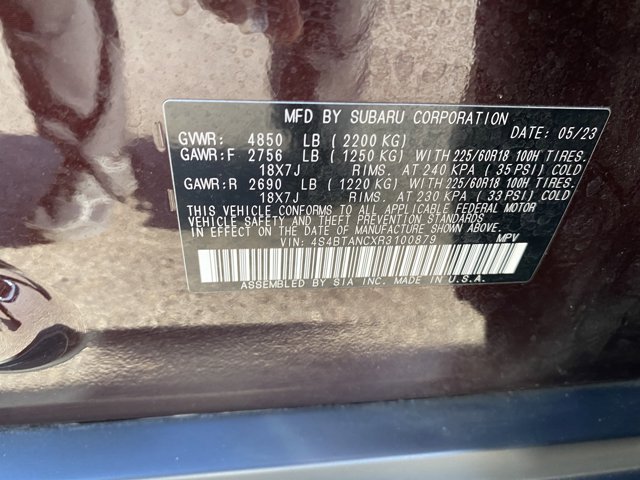 MFD BY SUBARU CORPORATION
DATE: 05/23
GVWR: 4850 LB (2200 KG)
GAWR:F 2756 LB (1250 KG) WITH 225/60R18 100H TIRES.
18X7J RIMS. AT 240 KPA (35 PSI) COLD
GAWR:R 2690 LB (1220 KG) WITH 225/60R18 100H TIRES.
18X7J RIMS. AT 230 KPA (33 PSI) COLD
THIS VEHICLE CONFORMS TO ALL APPLICABLE FEDERAL MOTOR
VEHICLE SAFETY AND THEFT PREVENTION STANDARDS
IN EFFECT ON THE DATE OF MANUFACTURE SHOWN ABOVE
VIN: 4S4BTANCXR3100879 MPV
ASSEMBLED BY SIA INC. MADE IN U.S.A.